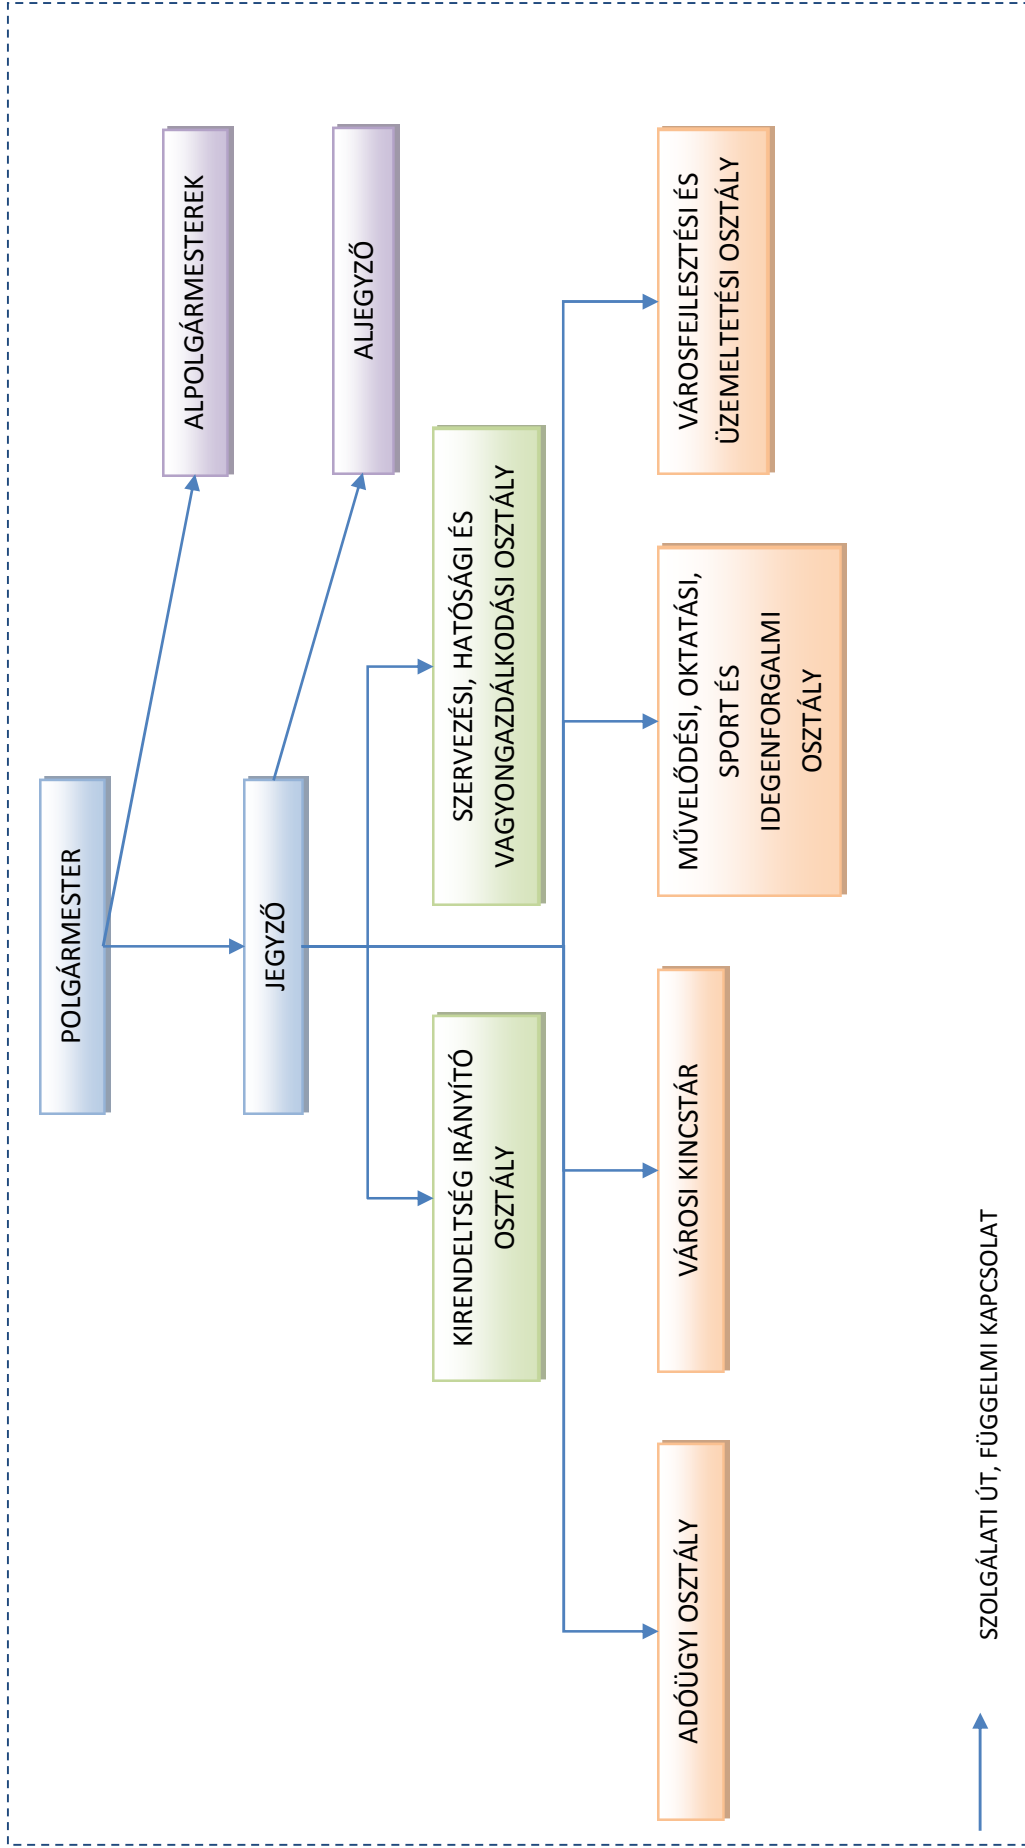 POLGÁRMESTER
ALPOLGÁRMESTEREK
JEGYZŐ
ALJEGYZŐ
KIRENDELTSÉG IRÁNYÍTÓ
OSZTÁLY
SZERVEZÉSI, HATÓSÁGI ÉS
VAGYONGAZDÁLKODÁSI OSZTÁLY
ADÓÜGYI OSZTÁLY
VÁROSI KINCSTÁR
MŰVELŐDÉSI, OKTATÁSI,
SPORT ÉS
IDEGENFORGALMI
OSZTÁLY
VÁROSFEJLESZTÉSI ÉS
ÜZEMELTETÉSI OSZTÁLY
SZOLGÁLATI ÚT, FÜGGELMI KAPCSOLAT